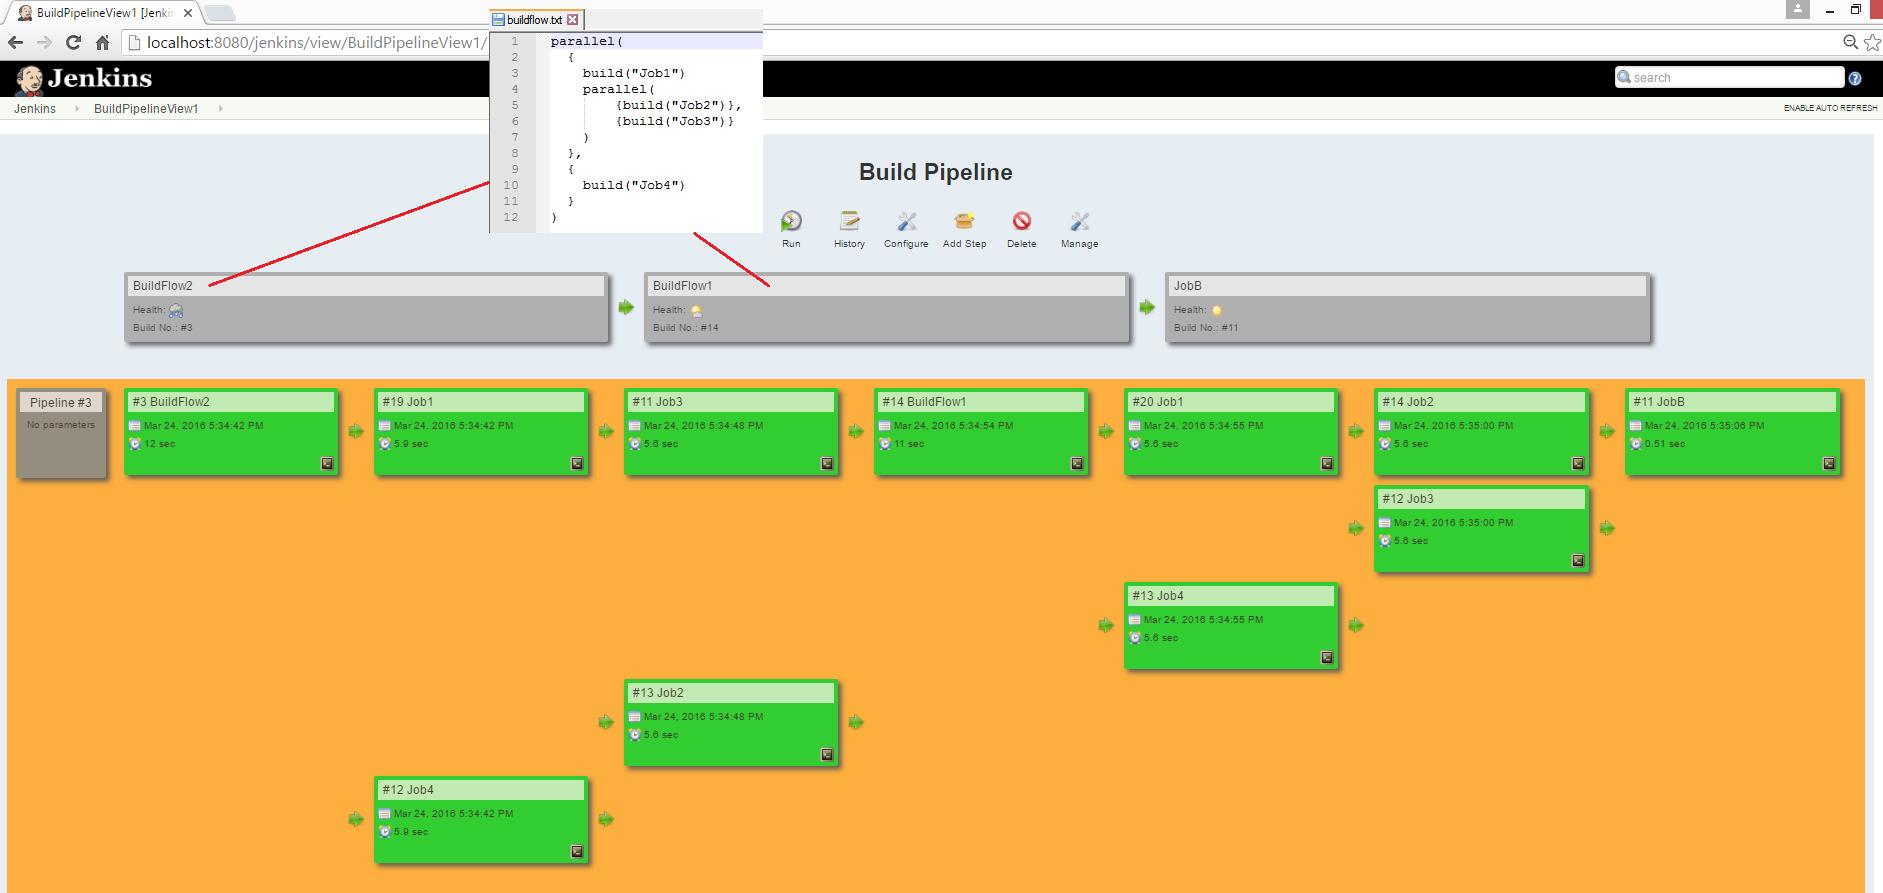 BuildPipelineView1 [Jenki
buildflow.txt
localhost:8080/jenkins/view/BuildPipelineView1/
1 parallel(
2 {
3 build("Job1")
4 parallel(
5 {build("Job2")},
6 {build("Job3")}
7 )
8 },
9 {
10 build("Job4")
11 }
12 )
Jenkins
search
Jenkins BuildPipelineView1
ENABLE AUTO REFRESH
Build Pipeline
Run History Configure Add Step Delete Manage
BuildFlow2
Health:
Build No.: #3
BuildFlow1
Health:
Build No.: #14
JobB
Health:
Build No.: #11
Pipeline #3
No parameters
#3 BuildFlow2
Mar 24, 2016 5:34:42 PM
12 sec
#19 Job1
Mar 24, 2016 5:34:42 PM
5.9 sec
#11 Job3
Mar 24, 2016 5:34:48 PM
5.6 sec
#14 BuildFlow1
Mar 24, 2016 5:34:54 PM
11 sec
#20 Job1
Mar 24, 2016 5:34:55 PM
5.6 sec
#14 Job2
Mar 24, 2016 5:35:00 PM
5.6 sec
#11 JobB
Mar 24, 2016 5:35:06 PM
0.51 sec
#12 Job3
Mar 24, 2016 5:35:00 PM
5.6 sec
#13 Job4
Mar 24, 2016 5:34:55 PM
5.6 sec
#13 Job2
Mar 24, 2016 5:34:48 PM
5.6 sec
#12 Job4
Mar 24, 2016 5:34:42 PM
5.9 sec